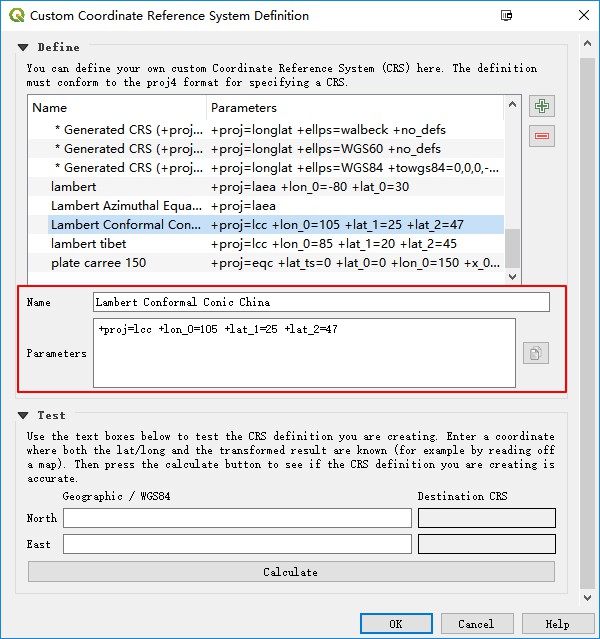 Custom Coordinate Reference System Definition
Define
You can define your own custom Coordinate Reference System (CRS) here. The definition
must conform to the proj4 format for specifying a CRS.
Name Parameters
* Generated CRS (+proj... +proj=longlat +ellps=walbeck +no_defs
* Generated CRS (+proj... +proj=longlat +ellps=WGS60 +no_defs
* Generated CRS (+proj... +proj=longlat +ellps=WGS84 +towgs84=0,0,0,-...
lambert +proj=laea +lon_0=-80 +lat_0=30
Lambert Azimuthal Equa... +proj=laea
Lambert Conformal Con... +proj=lcc +lon_0=105 +lat_1=25 +lat_2=47
lambert tibet +proj=lcc +lon_0=85 +lat_1=20 +lat_2=45
plate carree 150 +proj=eqc +lat_ts=0 +lat_0=0 +lon_0=150 +x_0...
Name Lambert Conformal Conic China
+proj=lcc +lon_0=105 +lat_1=25 +lat_2=47
Parameters
Test
Use the text boxes below to test the CRS definition you are creating. Enter a coordinate
where both the lat/long and the transformed result are known (for example by reading off
a map). Then press the calculate button to see if the CRS definition you are creating is
accurate.
Geographic / WGS84 Destination CRS
North
East
Calculate
OK Cancel Help